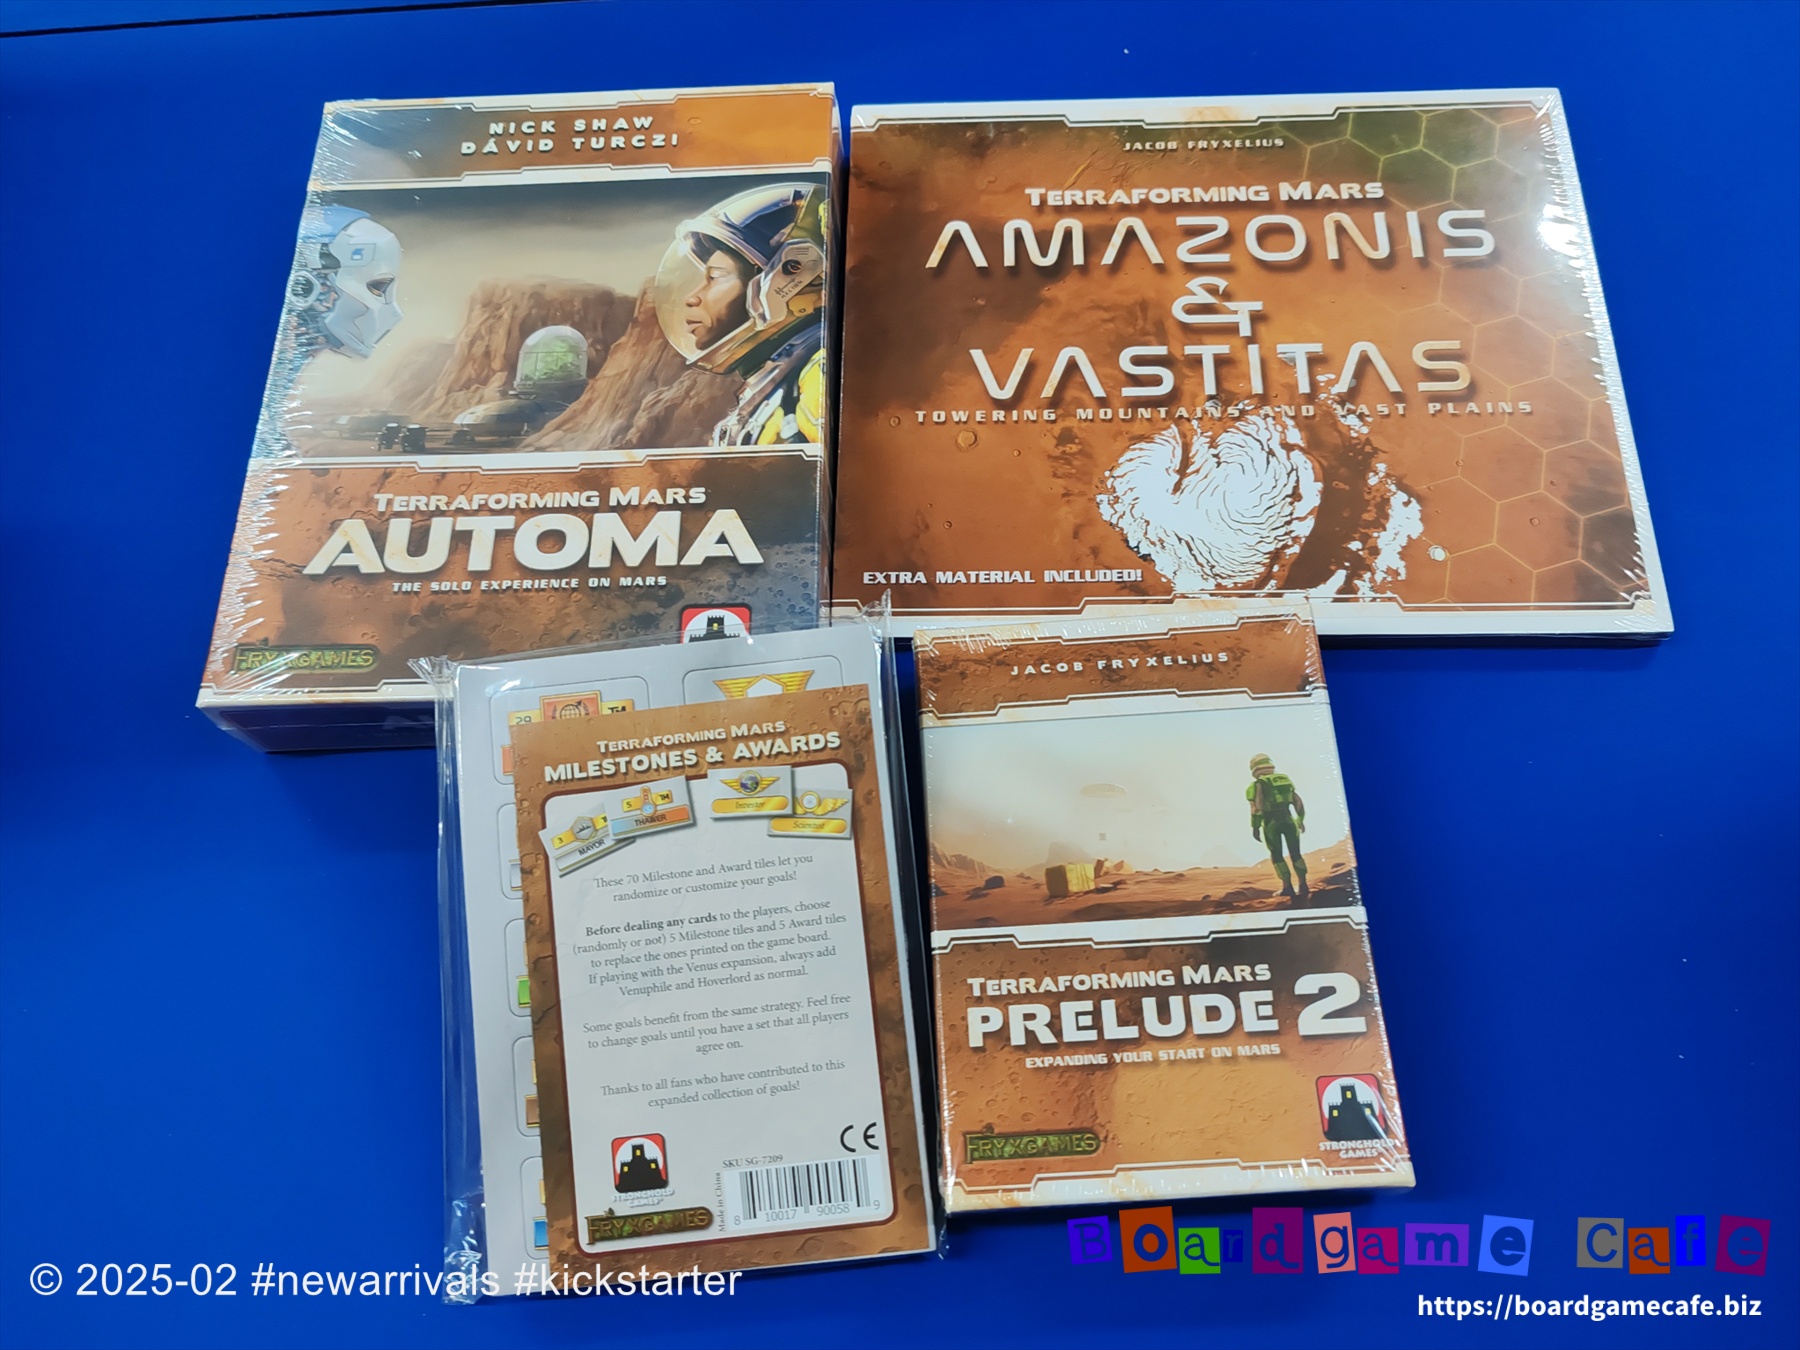 NICK SHAW
DÁVID TURCZI
TERRAFORMING MARS
AUTOMA
THE SOLO EXPERIENCE ON MARS
FRYXGAMES
JACOB FRYXELIUS
TERRAFORMING MARS
AMAZONIS
&
VASTITAS
TOWERING MOUNTAINS AND VAST PLAINS
EXTRA MATERIAL INCLUDED!
29
TERRAFORMING MARS
MILESTONES & AWARDS
3
MAYOR
5
THAWER
Investor
Scientist
These 70 Milestone and Award tiles let you
randomize or customize your goals!
Before dealing any cards to the players, choose
(randomly or not) 5 Milestone tiles and 5 Award tiles
to replace the ones printed on the game board.
If playing with the Venus expansion, always add
Venuphile and Hoverlord as normal.
Some goals benefit from the same strategy. Feel free
to change goals until you have a set that all players
agree on.
Thanks to all fans who have contributed to this
expanded collection of goals!
CE
STRONGHOLD
GAMES
FRYXGAMES
SKU SG-7209
Made in China
8 10017 90058 9
JACOB FRYXELIUS
TERRAFORMING MARS
PRELUDE 2
EXPANDING YOUR START ON MARS
FRYXGAMES
STRONGHOLD
GAMES
© 2025-02 #newarrivals #kickstarter
Boardgame Cafe
https://boardgamecafe.biz